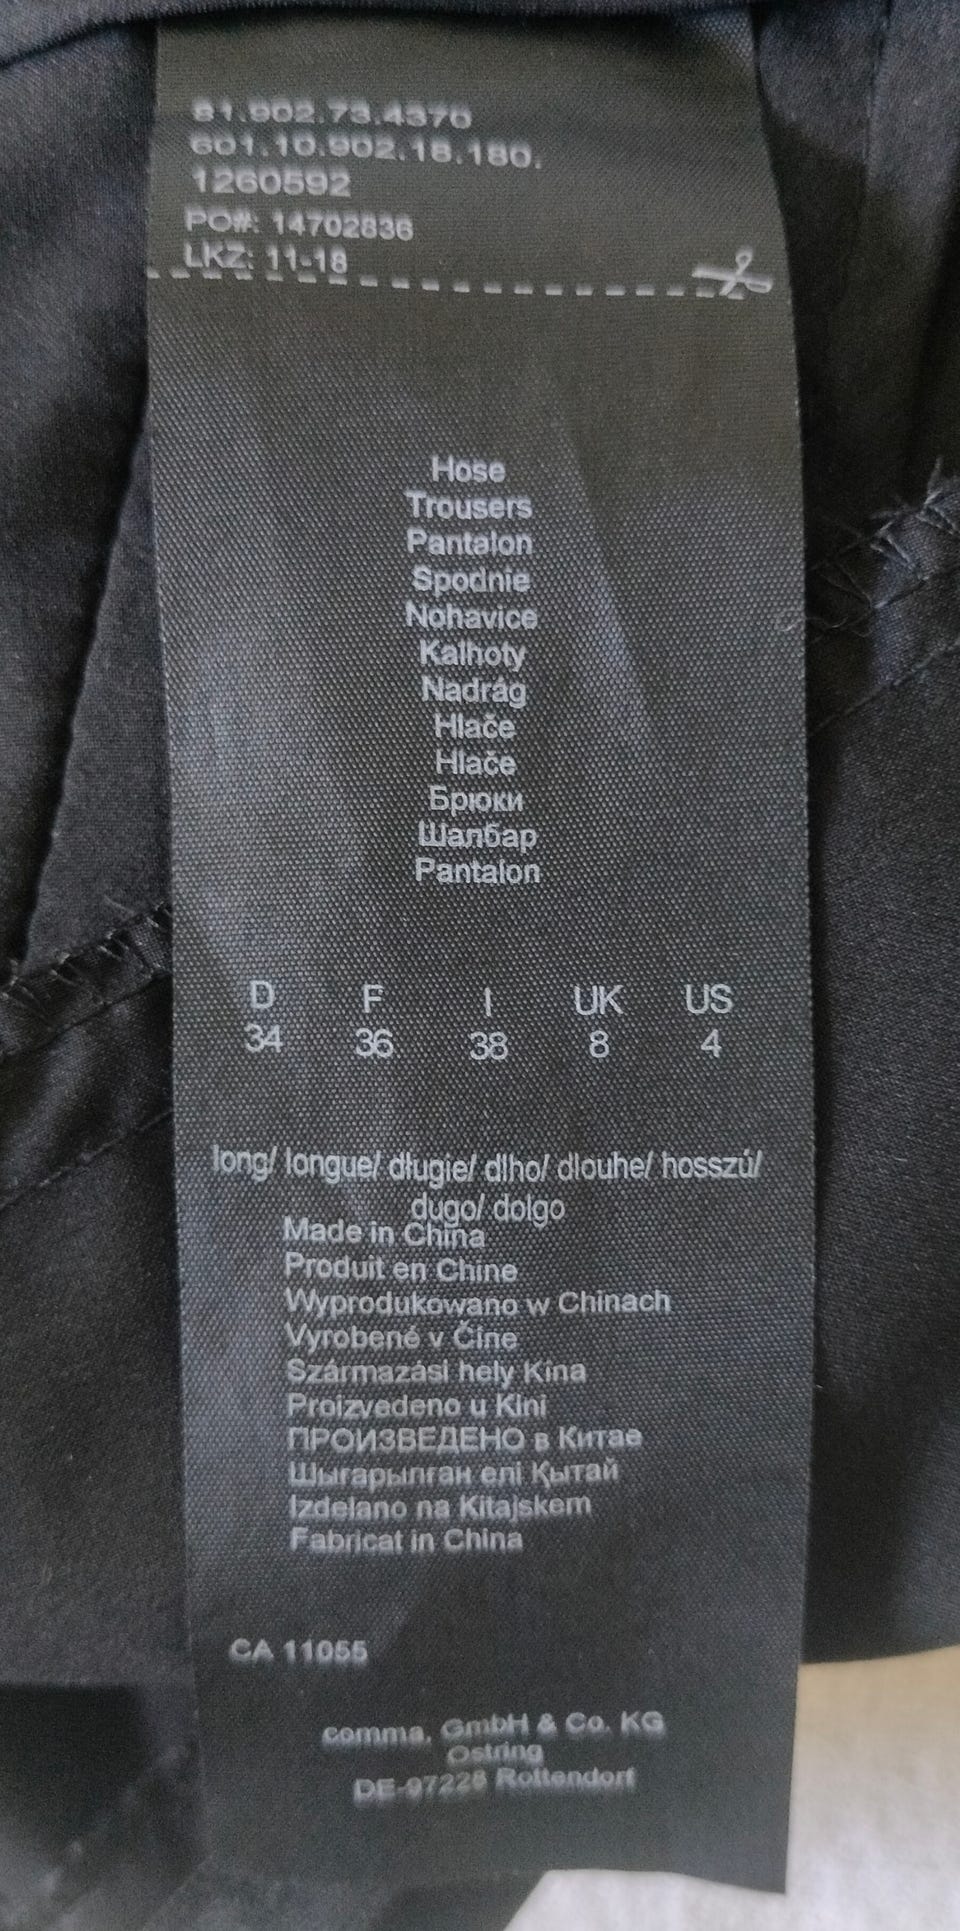 81.902.73.4370
601.10.902.18.180.
1260592
PO#: 14702836
LKZ: 11-18
Hose
Trousers
Pantalon
Spodnie
Nohavice
Kalhoty
Nadrág
Hlače
Hlače
Брюки
Шалбар
Pantalon
D F I UK US
34 36 38 8 4
long/ longue/ długie/ dlho/ dlouhe/ hosszú/
dugo/ dolgo
Made in China
Produit en Chine
Wyprodukowano w Chinach
Vyrobené v Číne
Származási hely Kína
Proizvedeno u Kini
ПРОИЗВЕДЕНО в Китае
Шығарылған елі Қытай
Izdelano na Kitajskem
Fabricat in China
CA 11055
comma, GmbH & Co. KG
Ostring
DE-97228 Rottendorf